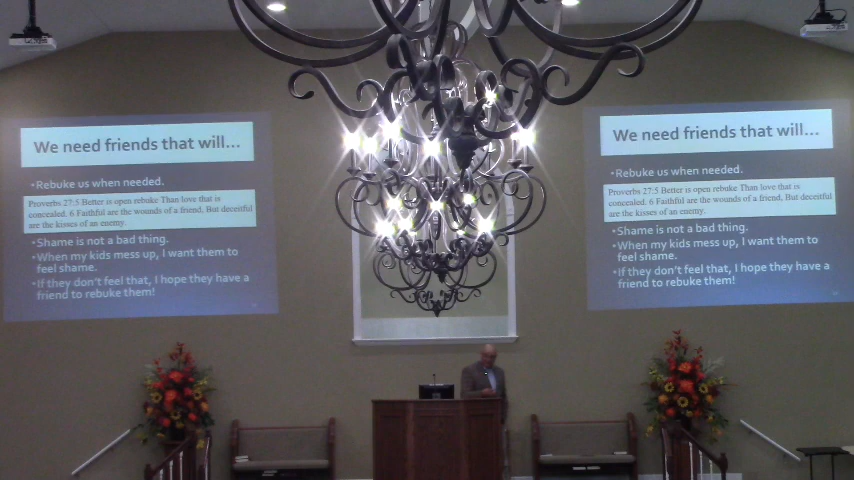 We need friends that will...
•Rebuke us when needed.
Proverbs 27:5 Better is open rebuke Than love that is
concealed. 6 Faithful are the wounds of a friend, But deceitful
are the kisses of an enemy.
•Shame is not a bad thing.
•When my kids mess up, I want them to
feel shame.
•If they don't feel that, I hope they have a
friend to rebuke them!
We need friends that will...
•Rebuke us when needed.
Proverbs 27:5 Better is open rebuke Than love that is
concealed. 6 Faithful are the wounds of a friend, But deceitful
are the kisses of an enemy.
•Shame is not a bad thing.
•When my kids mess up, I want them to
feel shame.
•If they don't feel that, I hope they have a
friend to rebuke them!